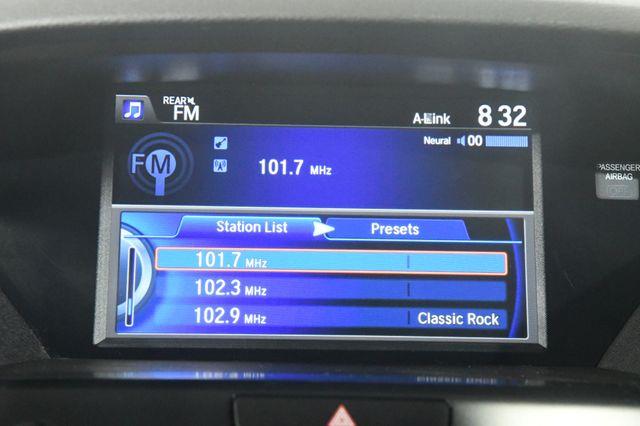 REAR
FM
A-Link
8 32
Neural 00
FM
101.7 MHz
PASSENGER
AIRBAG
OFF
Station List
Presets
101.7 MHz
102.3 MHz
102.9 MHz
Classic Rock